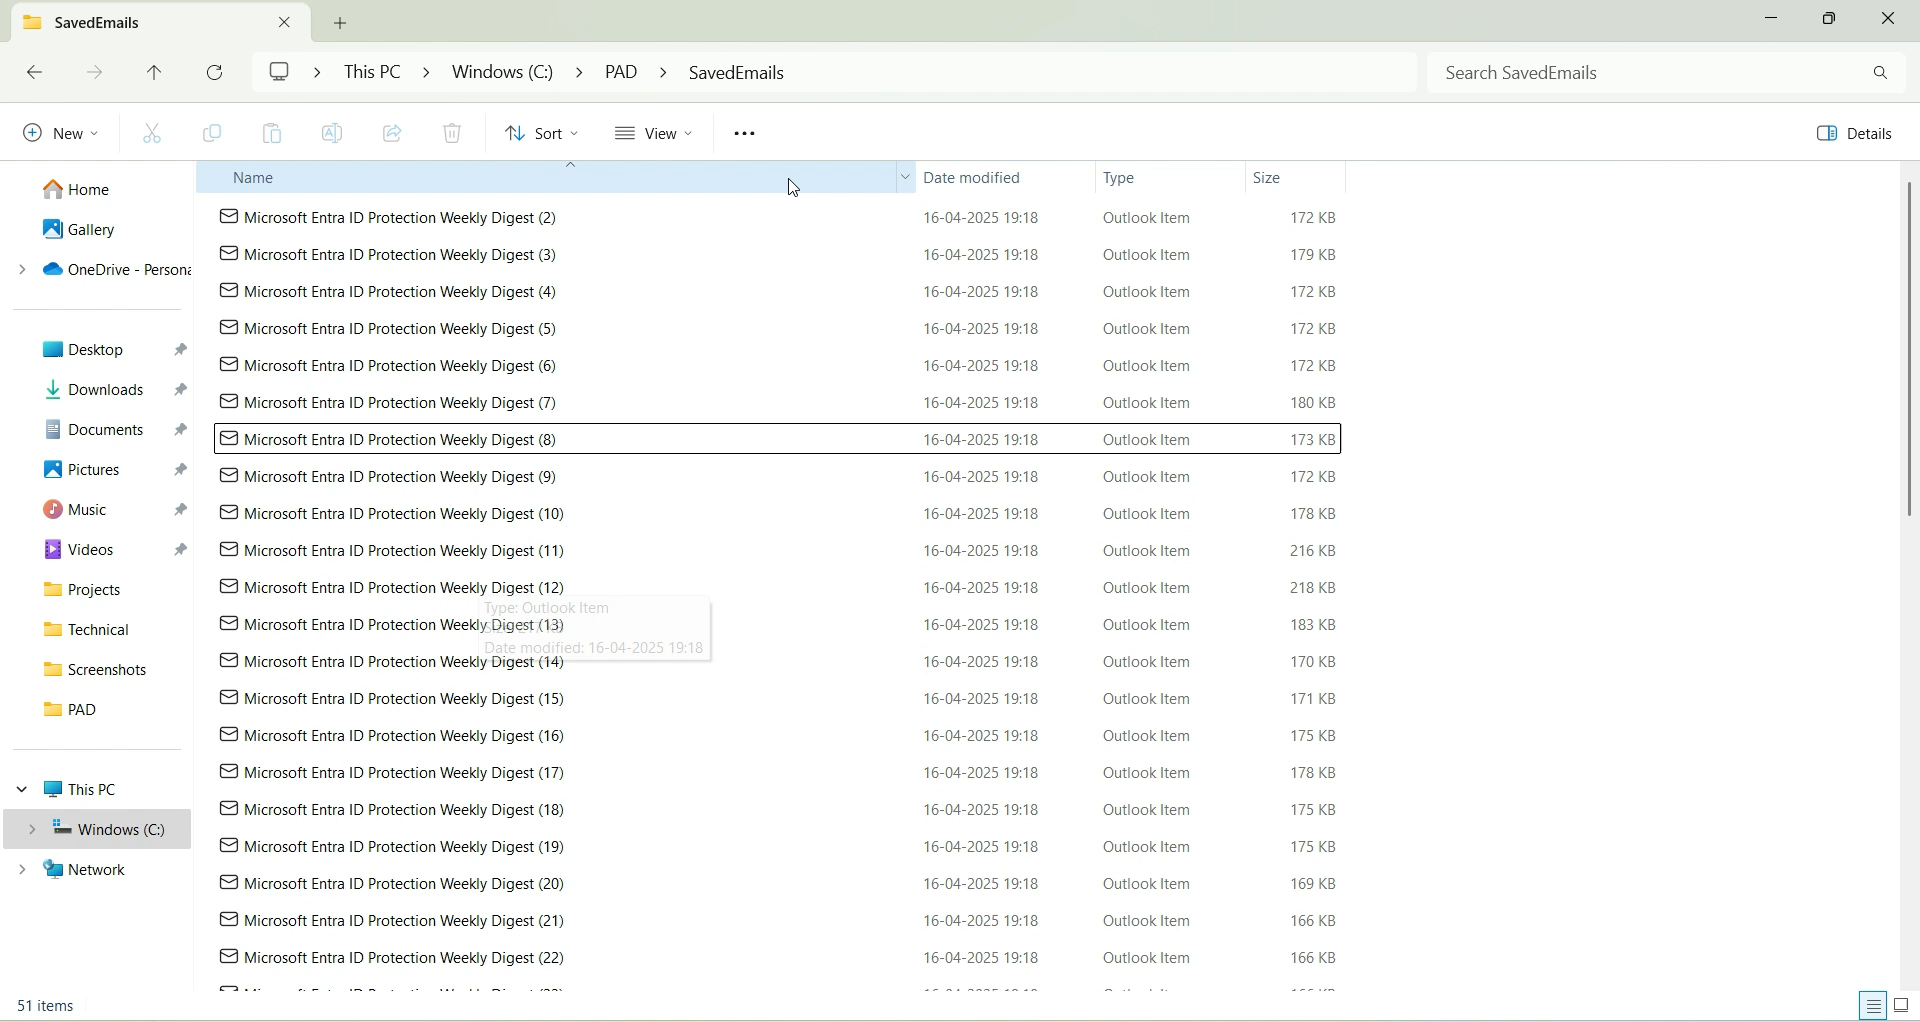 SavedEmails
This PC > Windows (C:) > PAD > SavedEmails
Search SavedEmails
New
Sort
View
Details
Home
Gallery
OneDrive - Persona
Desktop
Downloads
Documents
Pictures
Music
Videos
Projects
Technical
Screenshots
PAD
This PC
Windows (C:)
Network
Name Date modified Type Size
Microsoft Entra ID Protection Weekly Digest (2) 16-04-2025 19:18 Outlook Item 172 KB
Microsoft Entra ID Protection Weekly Digest (3) 16-04-2025 19:18 Outlook Item 179 KB
Microsoft Entra ID Protection Weekly Digest (4) 16-04-2025 19:18 Outlook Item 172 KB
Microsoft Entra ID Protection Weekly Digest (5) 16-04-2025 19:18 Outlook Item 172 KB
Microsoft Entra ID Protection Weekly Digest (6) 16-04-2025 19:18 Outlook Item 172 KB
Microsoft Entra ID Protection Weekly Digest (7) 16-04-2025 19:18 Outlook Item 180 KB
Microsoft Entra ID Protection Weekly Digest (8) 16-04-2025 19:18 Outlook Item 173 KB
Microsoft Entra ID Protection Weekly Digest (9) 16-04-2025 19:18 Outlook Item 172 KB
Microsoft Entra ID Protection Weekly Digest (10) 16-04-2025 19:18 Outlook Item 178 KB
Microsoft Entra ID Protection Weekly Digest (11) 16-04-2025 19:18 Outlook Item 216 KB
Microsoft Entra ID Protection Weekly Digest (12) 16-04-2025 19:18 Outlook Item 218 KB
Type: Outlook Item
Microsoft Entra ID Protection Weekly Digest (13) 16-04-2025 19:18 Outlook Item 183 KB
Date modified: 16-04-2025 19:18
Microsoft Entra ID Protection Weekly Digest (14) 16-04-2025 19:18 Outlook Item 170 KB
Microsoft Entra ID Protection Weekly Digest (15) 16-04-2025 19:18 Outlook Item 171 KB
Microsoft Entra ID Protection Weekly Digest (16) 16-04-2025 19:18 Outlook Item 175 KB
Microsoft Entra ID Protection Weekly Digest (17) 16-04-2025 19:18 Outlook Item 178 KB
Microsoft Entra ID Protection Weekly Digest (18) 16-04-2025 19:18 Outlook Item 175 KB
Microsoft Entra ID Protection Weekly Digest (19) 16-04-2025 19:18 Outlook Item 175 KB
Microsoft Entra ID Protection Weekly Digest (20) 16-04-2025 19:18 Outlook Item 169 KB
Microsoft Entra ID Protection Weekly Digest (21) 16-04-2025 19:18 Outlook Item 166 KB
Microsoft Entra ID Protection Weekly Digest (22) 16-04-2025 19:18 Outlook Item 166 KB
51 items